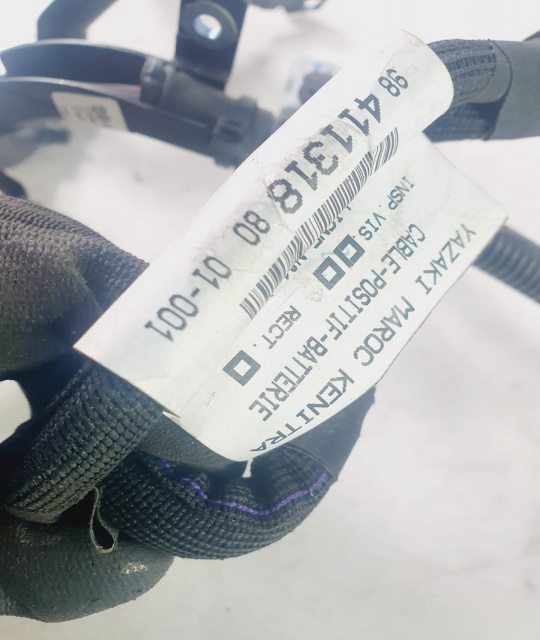 98 411318 80 01-001
INSP.VIS
RECT.
CABLE-POSITIF-BATTERIE
YAZAKI MAROC KENITRA